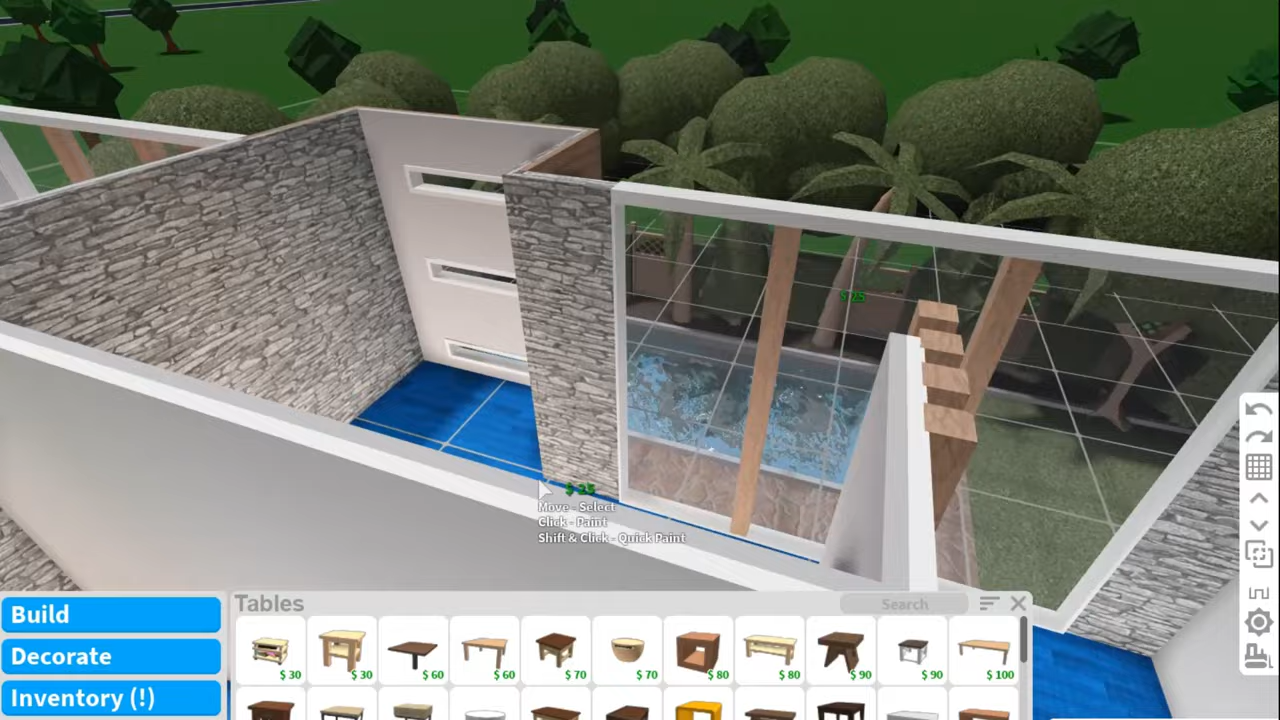 $ 25
$ 25
Move - Select
Click - Paint
Shift & Click - Quick Paint
Build
Decorate
Inventory (!)
Tables
Search
$ 30
$ 30
$ 60
$ 60
$ 70
$ 70
$ 80
$ 80
$ 90
$ 90
$ 100